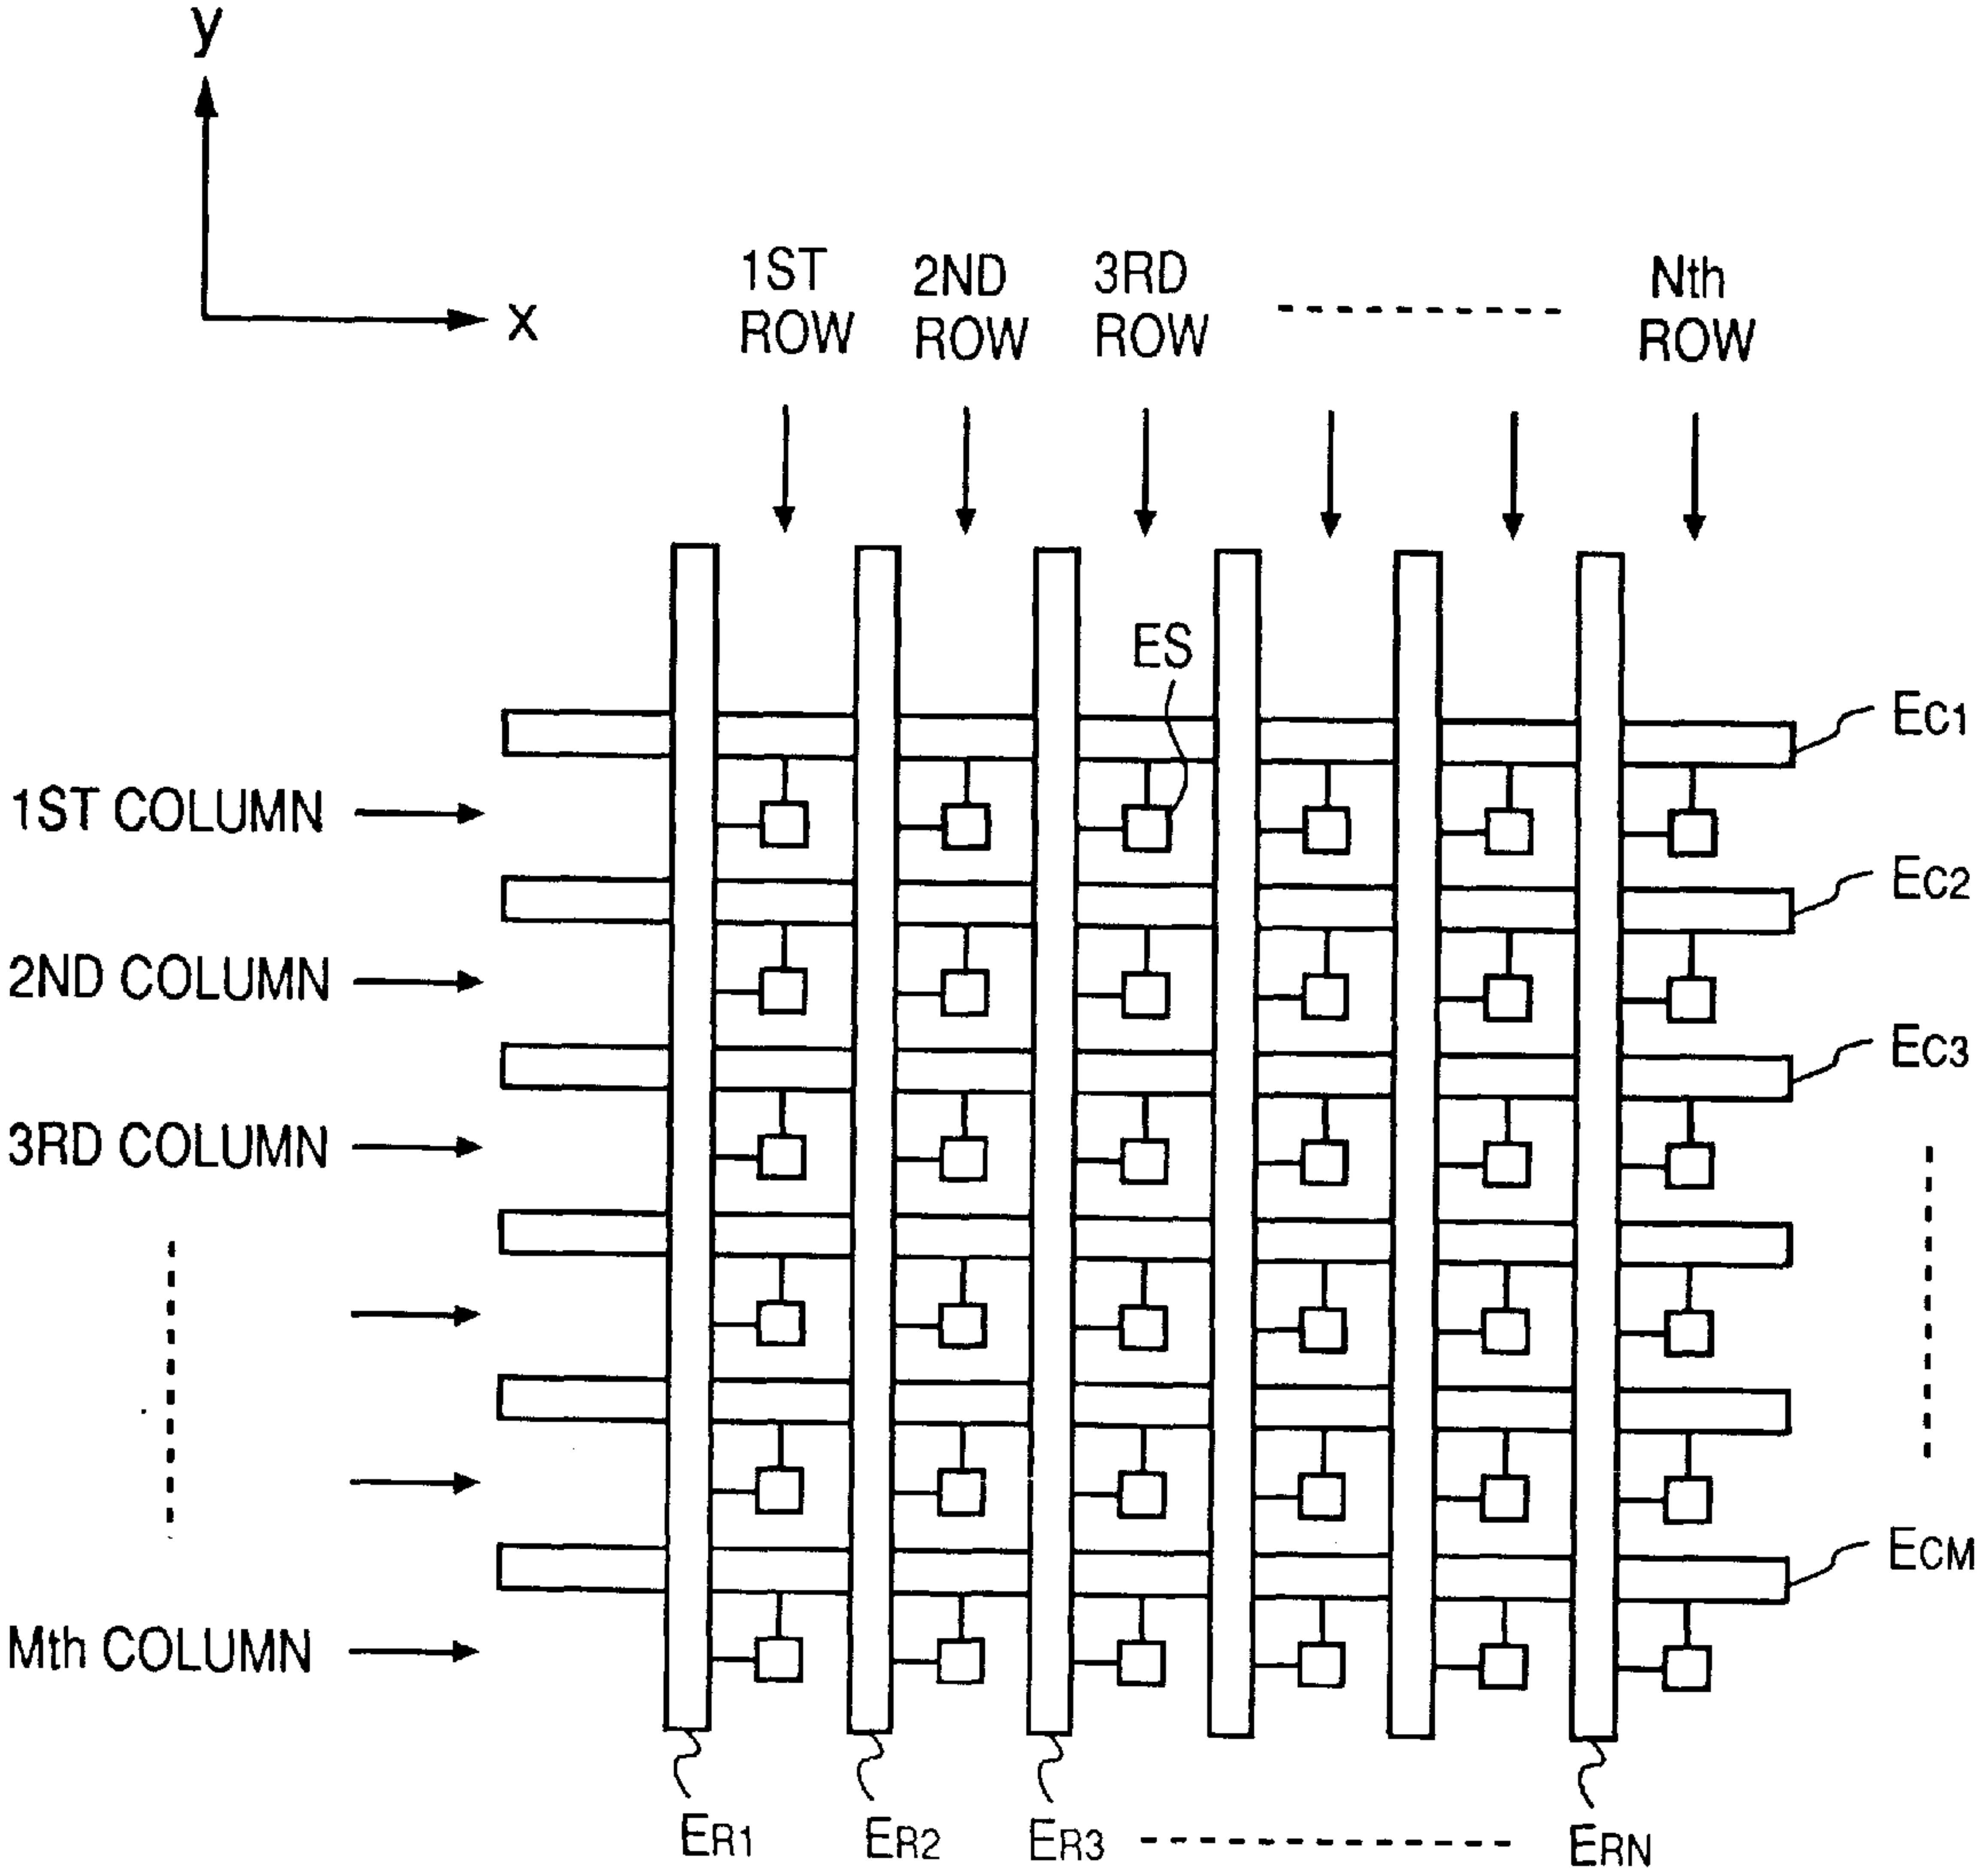 y
x
1ST ROW
2ND ROW
3RD ROW
Nth ROW
ES
EC1
1ST COLUMN
EC2
2ND COLUMN
EC3
3RD COLUMN
ECM
Mth COLUMN
ER1
ER2
ER3
ERN